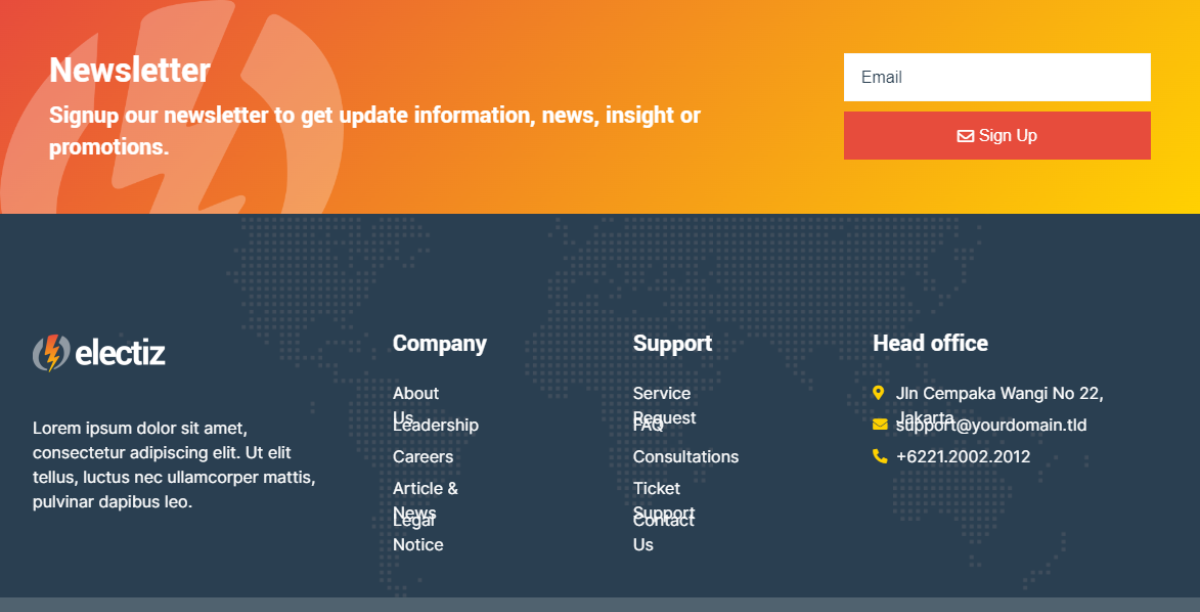 Newsletter
Signup our newsletter to get update information, news, insight or
promotions.
Email
Sign Up
electiz
Lorem ipsum dolor sit amet,
consectetur adipiscing elit. Ut elit
tellus, luctus nec ullamcorper mattis,
pulvinar dapibus leo.
Company
About
Us
Leadership
Careers
Article &
News
Legal
Notice
Support
Service
Request
FAQ
Consultations
Ticket
Support
Contact
Us
Head office
Jln Cempaka Wangi No 22,
Jakarta
support@yourdomain.tld
+6221.2002.2012